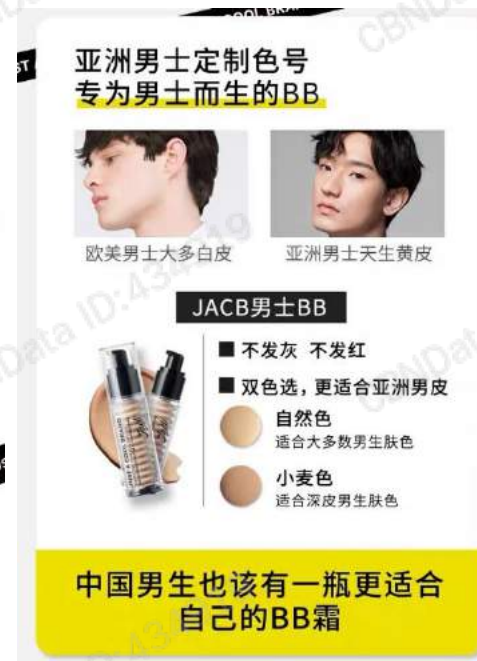 COOL BRAN
ST
CBNData
亚洲男士定制色号
专为男士而生的BB
欧美男士大多白皮
亚洲男士天生黄皮
JACB男士BB
■ 不发灰 不发红
■ 双色选，更适合亚洲男皮
自然色
适合大多数男生肤色
小麦色
适合深皮男生肤色
中国男生也该有一瓶更适合
自己的BB霜